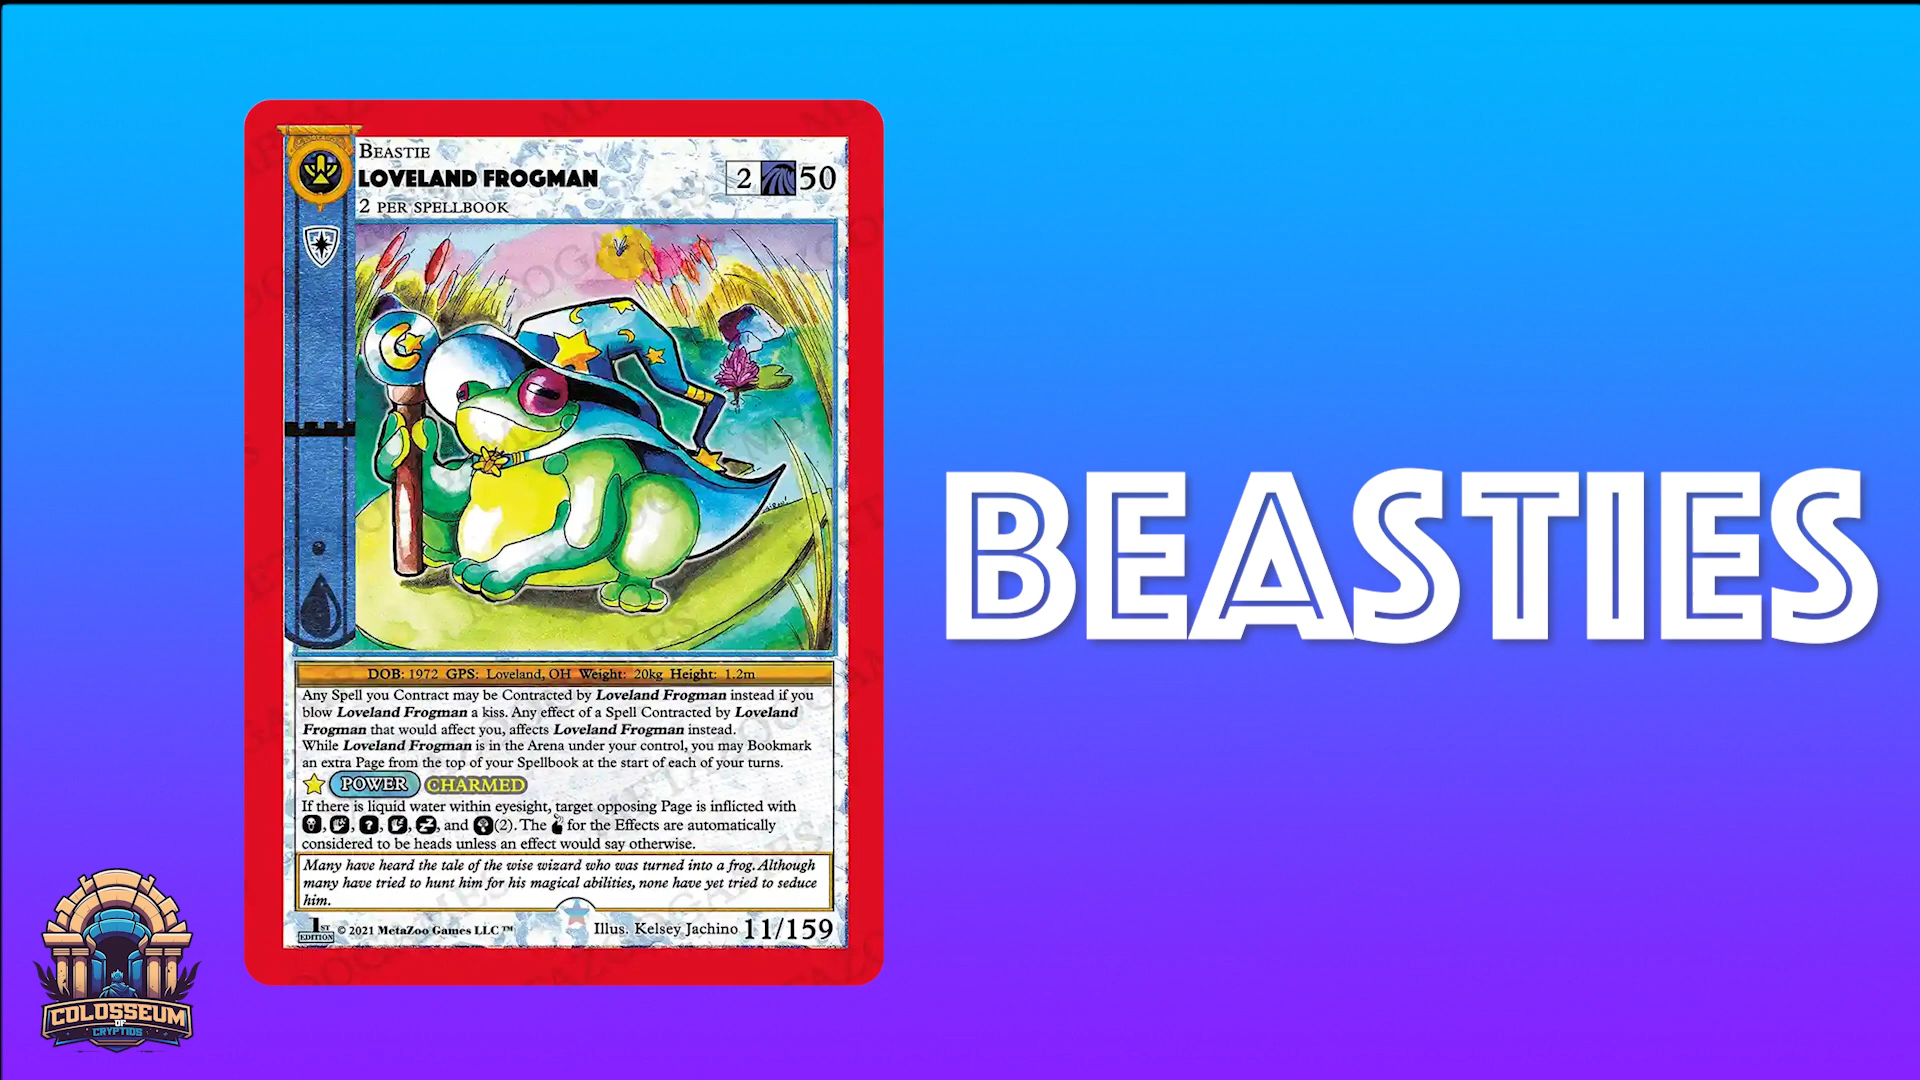 BEASTIE
LOVELAND FROGMAN
2 50
2 PER SPELLBOOK
DOB: 1972 GPS: Loveland, OH Weight: 20kg Height: 1.2m
Any Spell you Contract may be Contracted by Loveland Frogman instead if you
blow Loveland Frogman a kiss. Any effect of a Spell Contracted by Loveland
Frogman that would affect you, affects Loveland Frogman instead.
While Loveland Frogman is in the Arena under your control, you may Bookmark
an extra Page from the top of your Spellbook at the start of each of your turns.
POWER CHARMED
If there is liquid water within eyesight, target opposing Page is inflicted with
, , ?, , , and (2). The for the Effects are automatically
considered to be heads unless an effect would say otherwise.
Many have heard the tale of the wise wizard who was turned into a frog. Although
many have tried to hunt him for his magical abilities, none have yet tried to seduce
him.
1ST EDITION © 2021 MetaZoo Games LLC ™ Illus. Kelsey Jachino 11/159
BEASTIES
COLOSSEUM
OF
CRYPTIDS